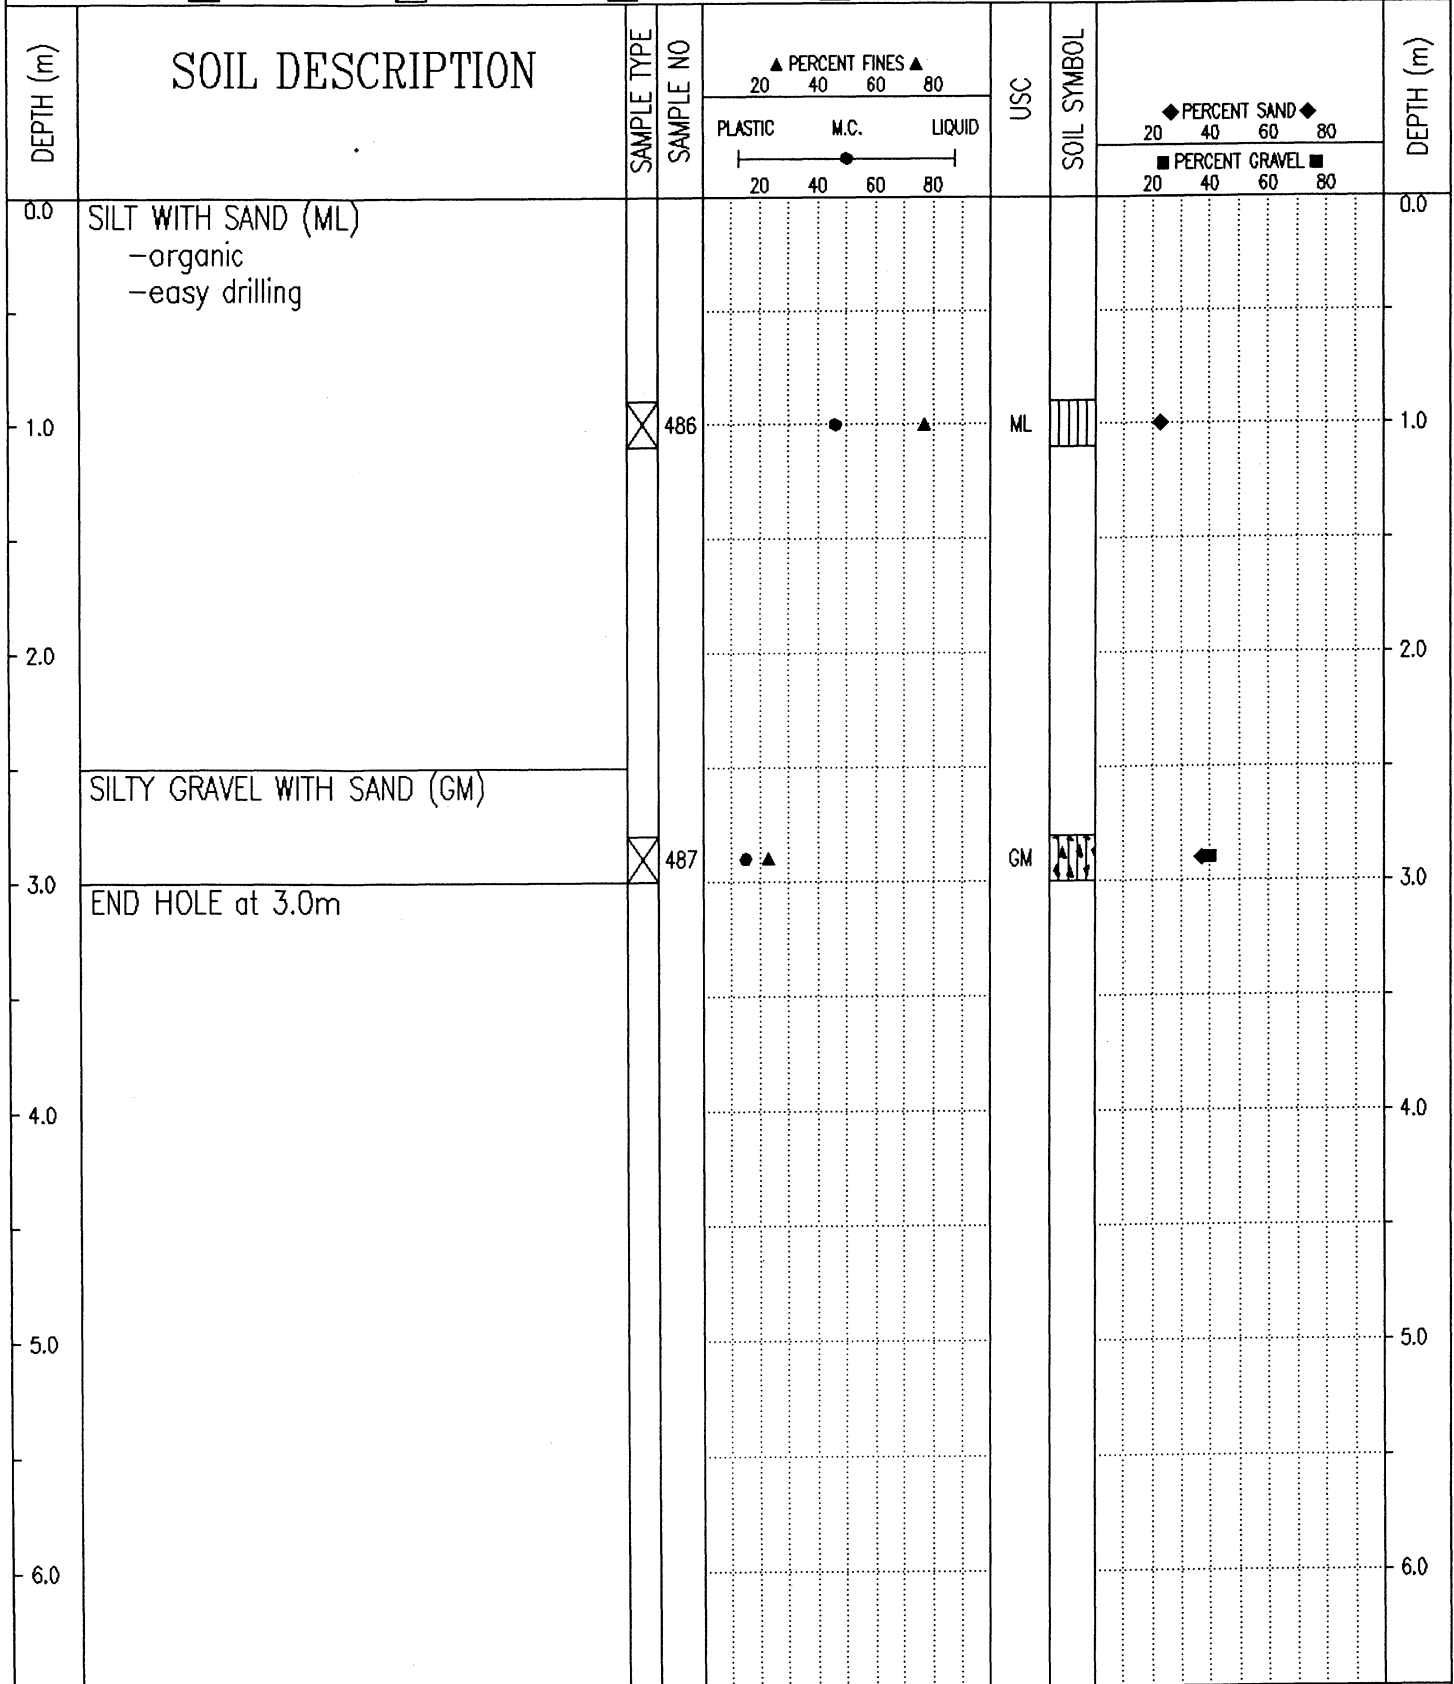 DEPTH (m)
SOIL DESCRIPTION
SAMPLE TYPE
SAMPLE NO
▲ PERCENT FINES ▲
20 40 60 80
PLASTIC M.C. LIQUID
20 40 60 80
USC
SOIL SYMBOL
◆ PERCENT SAND ◆
20 40 60 80
■ PERCENT GRAVEL ■
20 40 60 80
DEPTH (m)
0.0 SILT WITH SAND (ML) 0.0
-organic
-easy drilling
1.0 486 ML 1.0
2.0 2.0
SILTY GRAVEL WITH SAND (GM)
487 GM
3.0 3.0
END HOLE at 3.0m
4.0 4.0
5.0 5.0
6.0 6.0